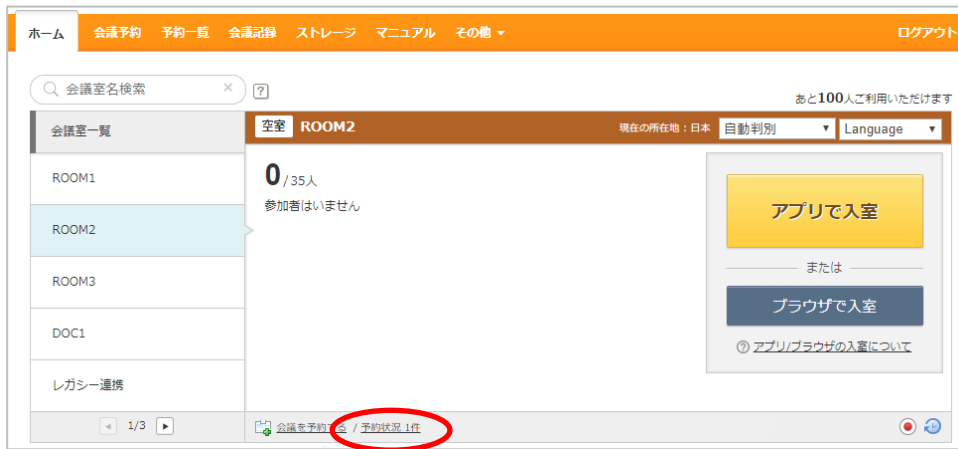 ホーム 会議予約 予約一覧 会議記録 ストレージ マニュアル その他 ▼ ログアウト
会議室名検索 × ?
あと100人ご利用いただけます
会議室一覧
空室 ROOM2 現在の所在地：日本 自動判別 ▼ Language ▼
ROOM1
ROOM2
ROOM3
DOC1
レガシー連携
0/35人
参加者はいません
アプリで入室
または
ブラウザで入室
? アプリ/ブラウザの入室について
1/3
会議を予約する / 予約状況 1件